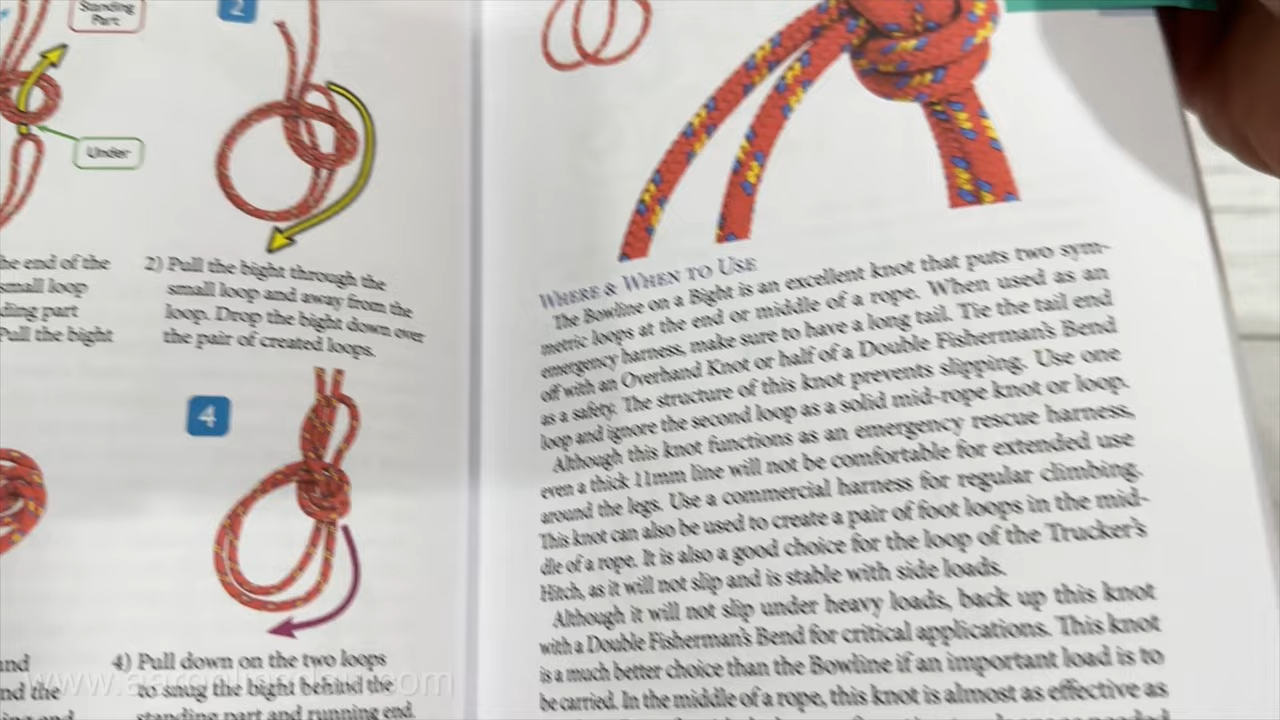 Standing
Part
2
Under
he end of the
small loop
ding part
Pull the bight
2) Pull the bight through the
small loop and away from the
loop. Drop the bight down over
the pair of created loops.
4
und
nd the
4) Pull down on the two loops
to snug the bight behind the
standing part and running end.
WHERE & WHEN TO USE
The Bowline on a Bight is an excellent knot that puts two sym-
metric loops at the end or middle of a rope. When used as an
emergency harness, make sure to have a long tail. Tie the tail end
off with an Overhand Knot or half of a Double Fisherman's Bend
as a safety. The structure of this knot prevents slipping. Use one
loop and ignore the second loop as a solid mid-rope knot or loop.
Although this knot functions as an emergency rescue harness,
even a thick 11mm line will not be comfortable for extended use
around the legs. Use a commercial harness for regular climbing.
This knot can also be used to create a pair of foot loops in the mid-
dle of a rope. It is also a good choice for the loop of the Trucker's
Hitch, as it will not slip and is stable with side loads.
Although it will not slip under heavy loads, back up this knot
with a Double Fisherman's Bend for critical applications. This knot
is a much better choice than the Bowline if an important load is to
be carried. In the middle of a rope, this knot is almost as effective as